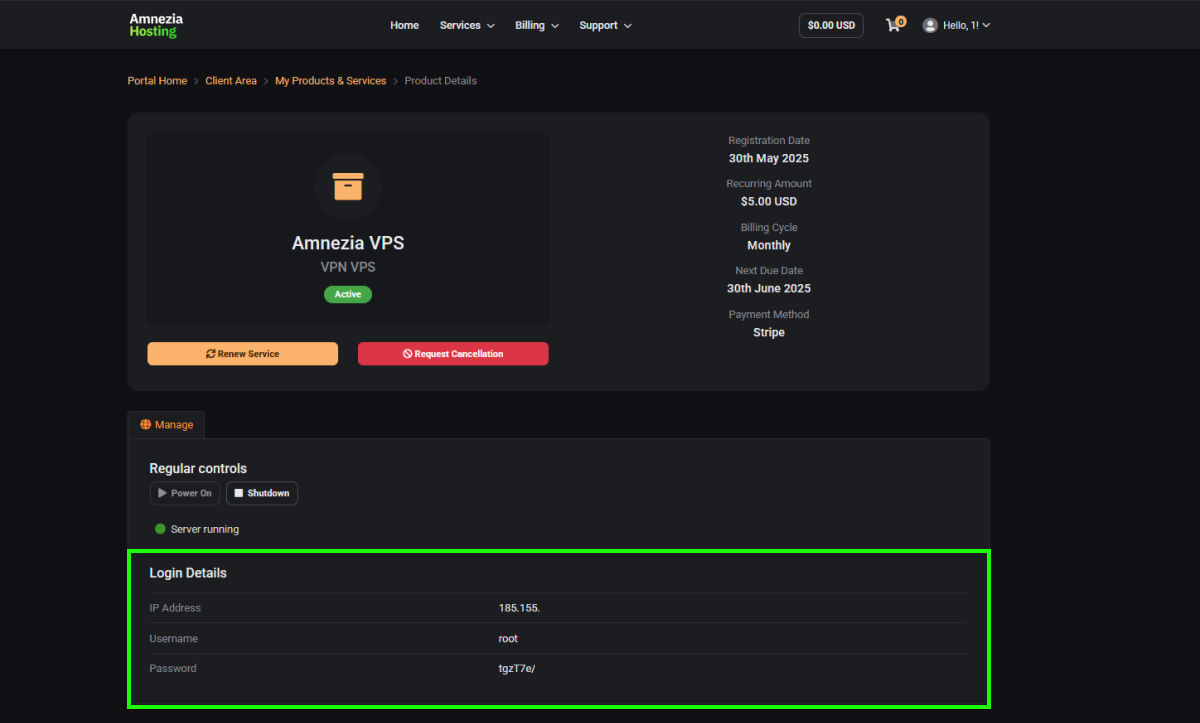 Amnezia
Hosting
Home Services Billing Support $0.00 USD 0 Hello, 1!
Portal Home Client Area My Products & Services Product Details
Amnezia VPS
VPN VPS
Active
Renew Service Request Cancellation
Registration Date
30th May 2025
Recurring Amount
$5.00 USD
Billing Cycle
Monthly
Next Due Date
30th June 2025
Payment Method
Stripe
Manage
Regular controls
Power On Shutdown
Server running
Login Details
IP Address 185.155.
Username root
Password tgzT7e/